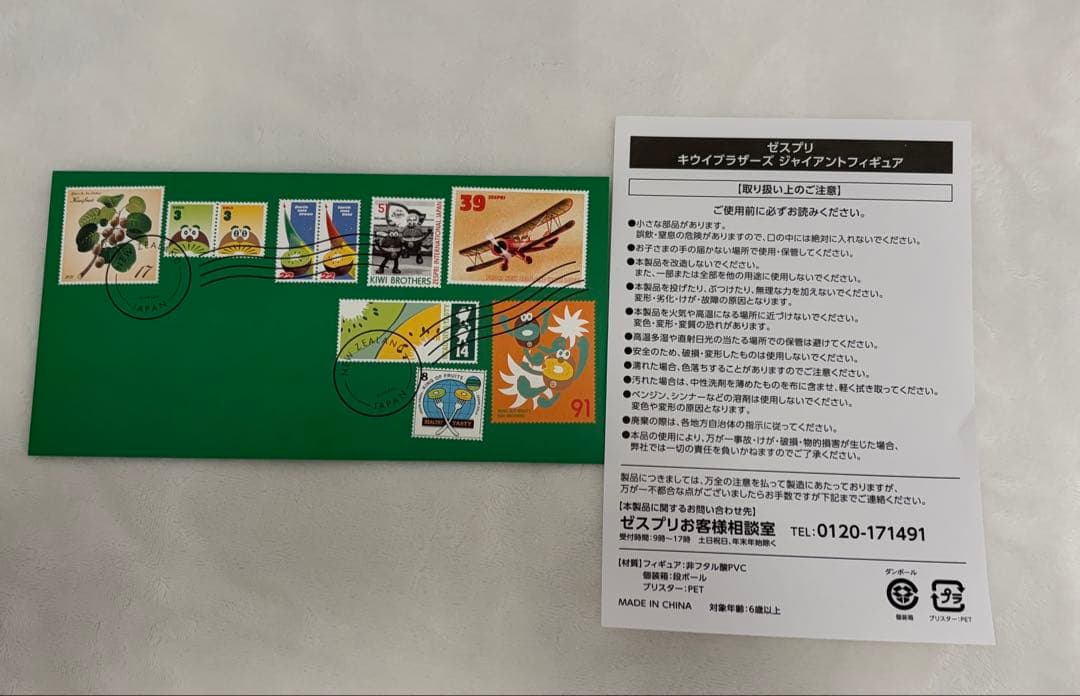 Kiwifruit
17
3
3
22
22
5
KIWI BROTHERS
ZESPRI INTERNATIONAL JAPAN
39 ZESPRI
NEW ZEALAND
JAPAN
14
8
KING OF FRUITS
HEALTHY TASTY
91
NEW ZEALAND
JAPAN
ゼスプリ
キウイブラザーズ ジャイアントフィギュア
【取り扱い上のご注意】
ご使用前に必ずお読みください。
●小さな部品があります。
誤飲・窒息の危険がありますので、口の中には絶対に入れないでください。
●お子さまの手の届かない場所で使用・保管してください。
●本製品を改造しないでください。
また、一部または全部を他の用途に使用しないでください。
●本製品を投げたり、ぶつけたり、無理な力を加えないでください。
変形・劣化・けが・故障の原因となります。
●本製品を火気や高温になる場所に近づけないでください。
変色・変形・変質の恐れがあります。
●高温多湿や直射日光の当たる場所での保管は避けてください。
●安全のため、破損・変形したものは使用しないでください。
●濡れた場合、色落ちすることがありますのでご注意ください。
●汚れた場合は、中性洗剤を薄めたものを布に含ませ、軽く拭き取ってください。
●ベンジン、シンナーなどの溶剤は使用しないでください。
変色や変形の原因となります。
●廃棄の際は、各地方自治体の指示に従ってください。
●本品の使用により、万が一事故・けが・破損・物的損害が生じた場合、
弊社では一切の責任を負いかねますのでご了承ください。
製品につきましては、万全の注意を払って製造にあたっておりますが、
万が一不都合な点がございましたらお手数ですが下記までご連絡ください。
【本製品に関するお問い合わせ先】
ゼスプリお客様相談室 TEL:0120-171491
受付時間:9時〜17時 土日祝日、年末年始除く
【材質】フィギュア:非フタル酸PVC
個装箱:段ボール
ブリスター:PET
MADE IN CHINA 対象年齢:6歳以上
ダンボール
個装箱
プラ
ブリスター:PET